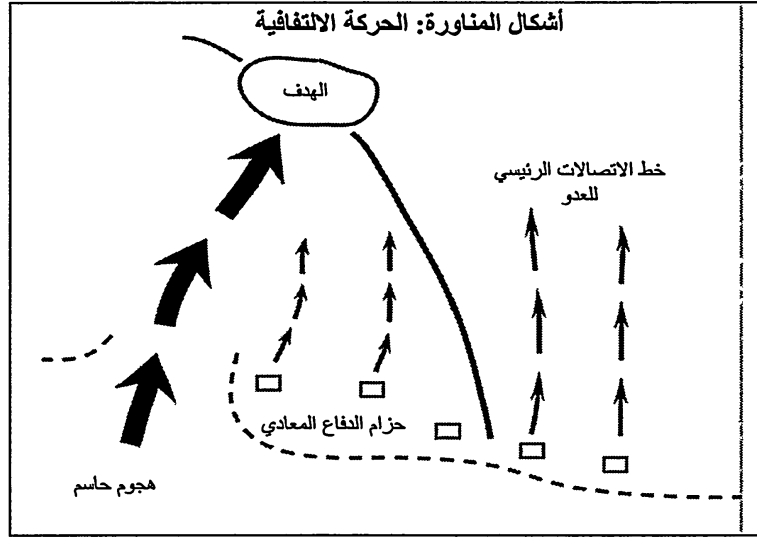 أشكال المناورة: الحركة الالتفافية
الهدف
خط الاتصالات الرئيسي
للعدو
حزام الدفاع المعادي
هجوم حاسم